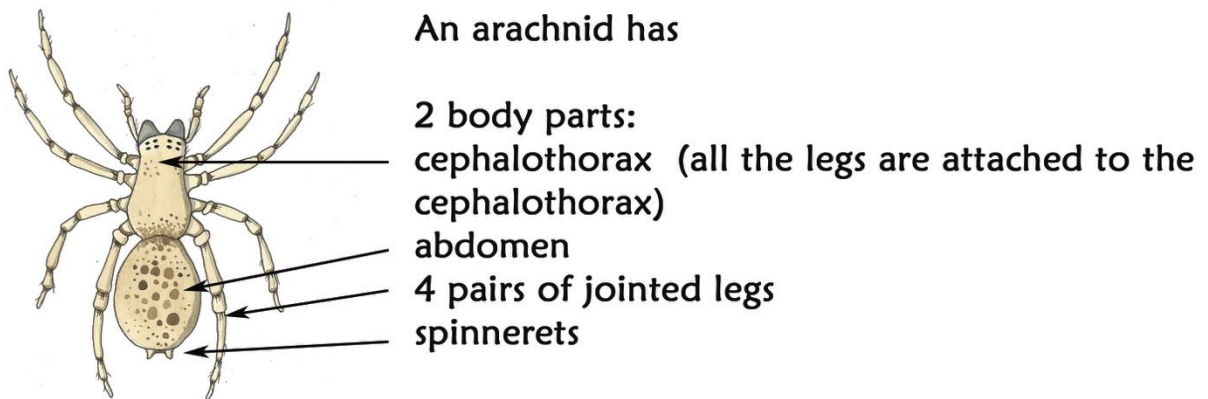 An arachnid has
2 body parts:
cephalothorax (all the legs are attached to the
cephalothorax)
abdomen
4 pairs of jointed legs
spinnerets